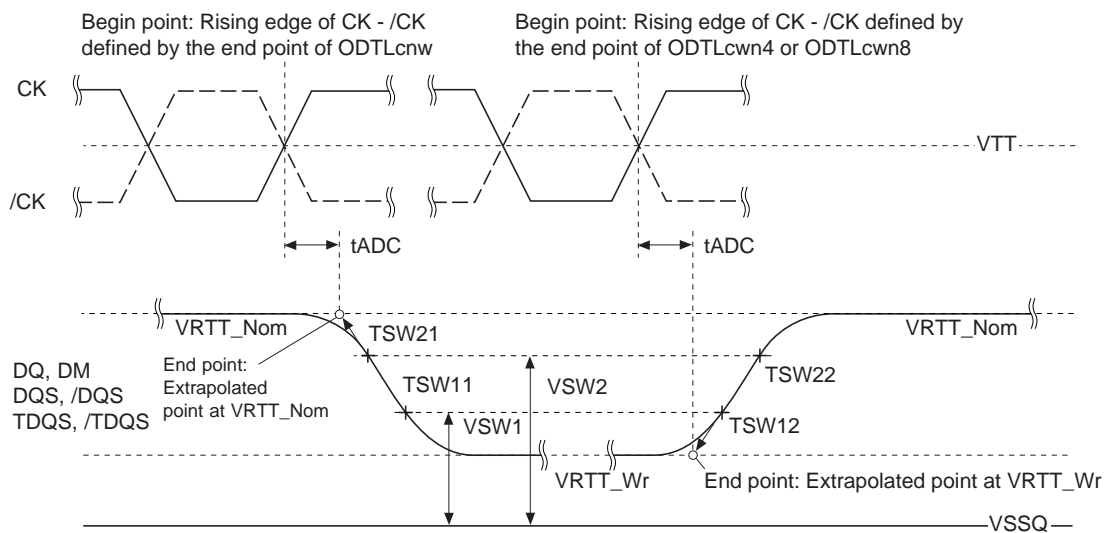 Begin point: Rising edge of CK - /CK
defined by the end point of ODTLcnw
Begin point: Rising edge of CK - /CK defined by
the end point of ODTLcwn4 or ODTLcwn8
CK
VTT
/CK
tADC
tADC
VRTT_Nom
TSW21
VRTT_Nom
End point:
Extrapolated
point at VRTT_Nom
DQ, DM
DQS, /DQS
TDQS, /TDQS
TSW11
VSW2
TSW22
VSW1
TSW12
VRTT_Wr
End point: Extrapolated point at VRTT_Wr
VSSQ